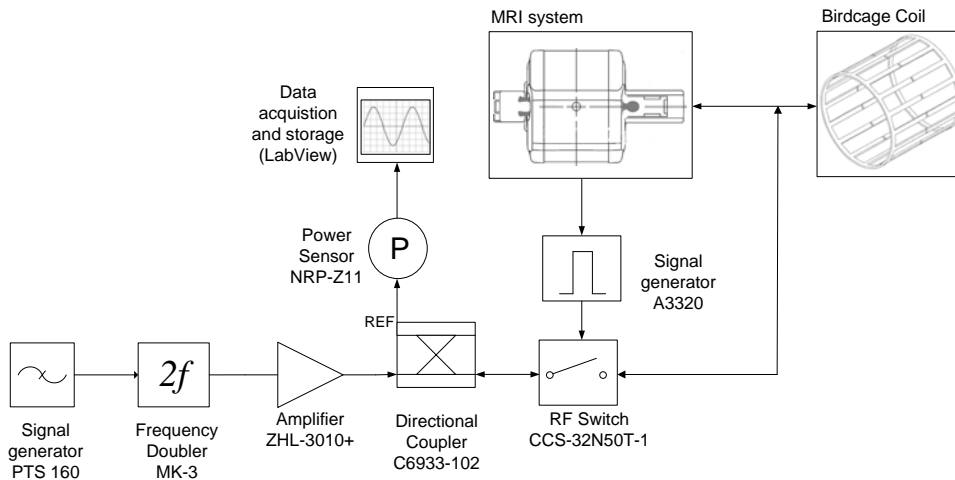 MRI system
Birdcage Coil
Data
acquistion
and storage
(LabView)
Power
Sensor
NRP-Z11
P
Signal
generator
A3320
REF
2f
Signal
generator
PTS 160
Frequency
Doubler
MK-3
Amplifier
ZHL-3010+
Directional
Coupler
C6933-102
RF Switch
CCS-32N50T-1